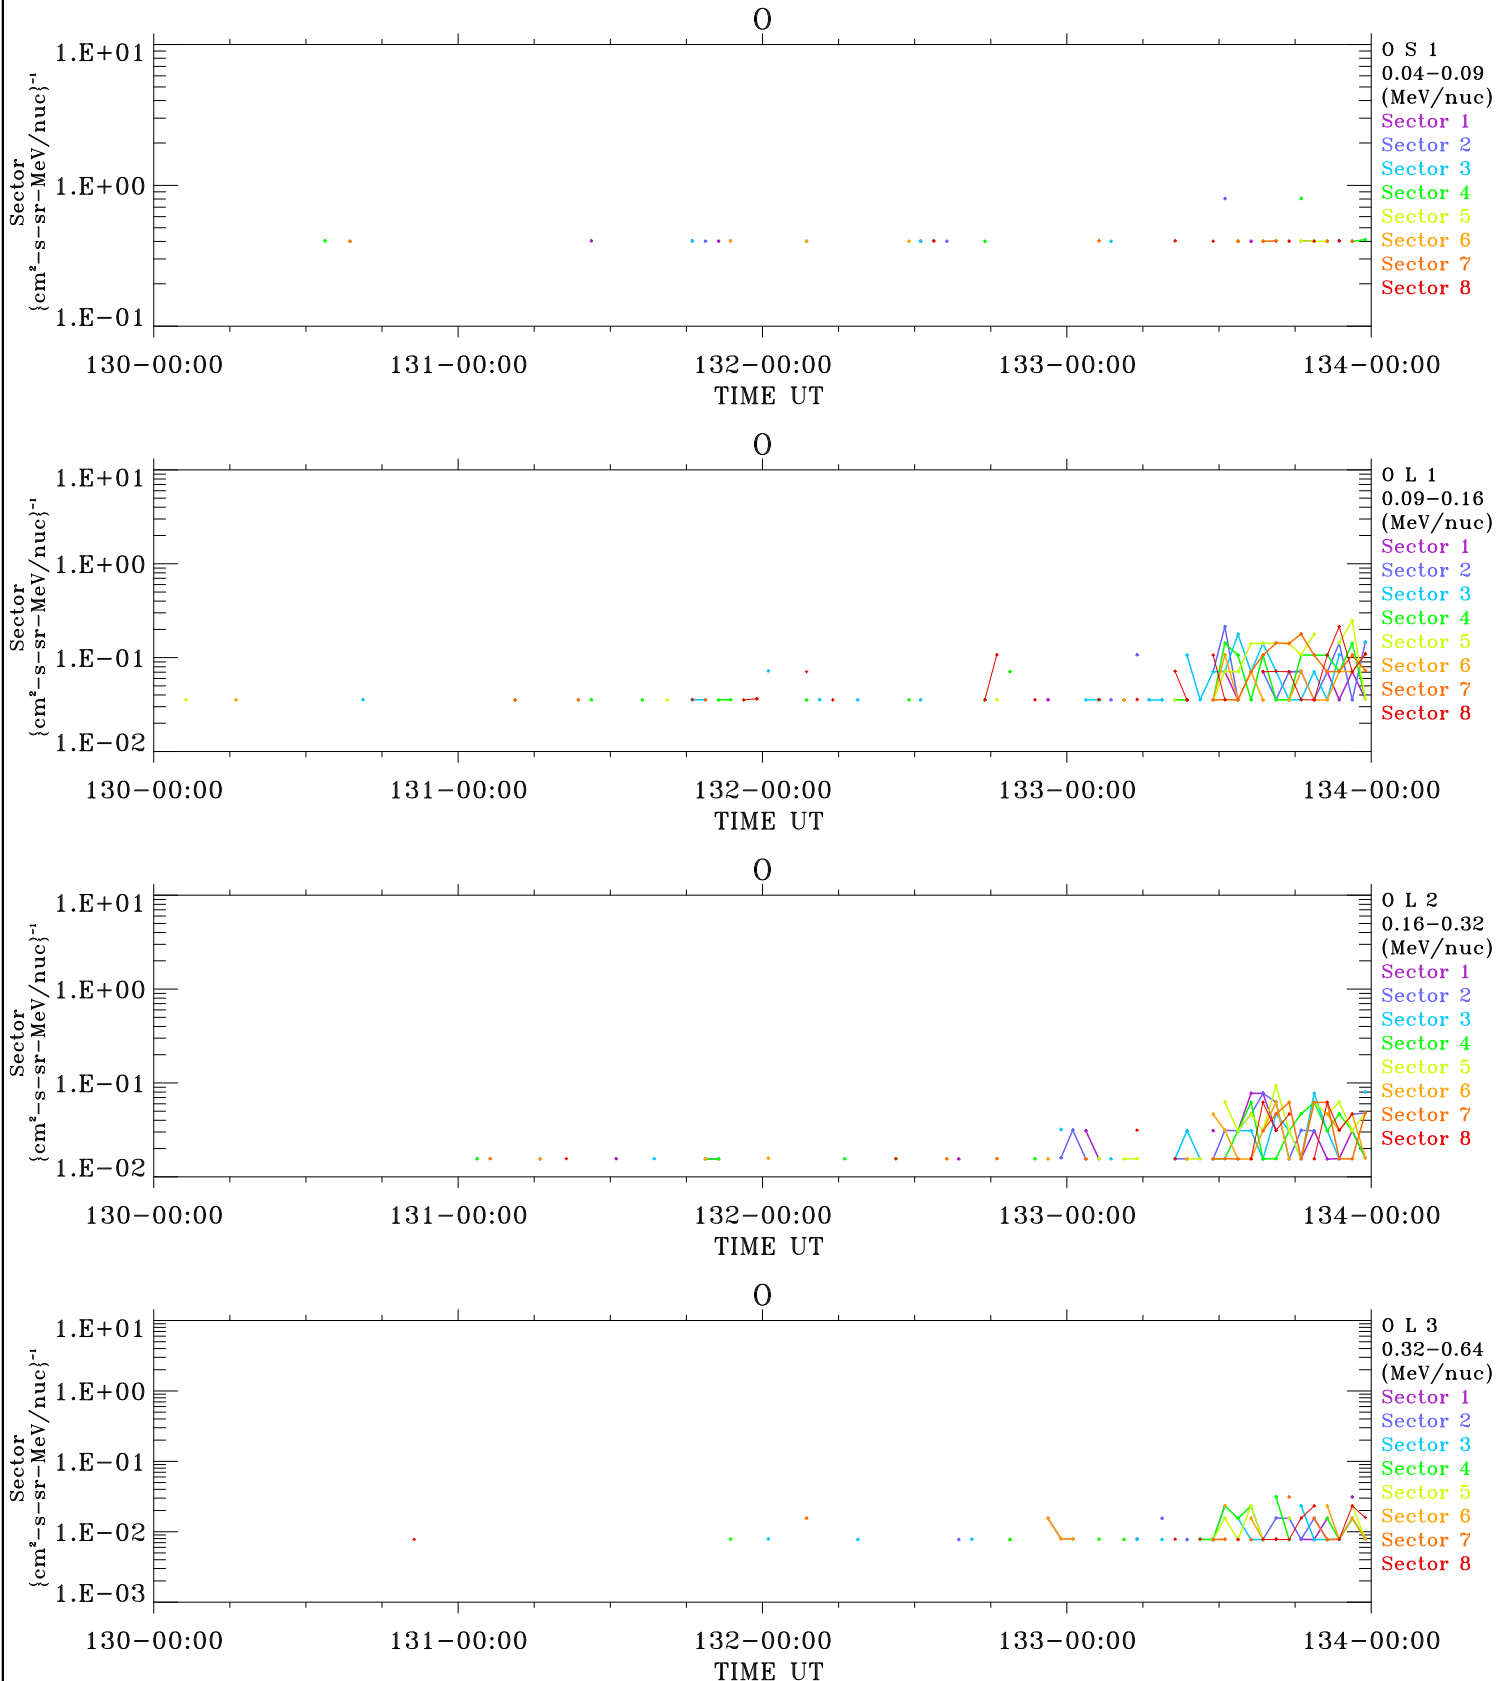 O
1.E+01
1.E+00
1.E-01
Sector
{cm²-s-sr-MeV/nuc}⁻¹
130-00:00 131-00:00 132-00:00 133-00:00 134-00:00
TIME UT
O S 1
0.04-0.09
(MeV/nuc)
Sector 1
Sector 2
Sector 3
Sector 4
Sector 5
Sector 6
Sector 7
Sector 8
O
1.E+01
1.E+00
1.E-01
1.E-02
Sector
{cm²-s-sr-MeV/nuc}⁻¹
130-00:00 131-00:00 132-00:00 133-00:00 134-00:00
TIME UT
O L 1
0.09-0.16
(MeV/nuc)
Sector 1
Sector 2
Sector 3
Sector 4
Sector 5
Sector 6
Sector 7
Sector 8
O
1.E+01
1.E+00
1.E-01
1.E-02
Sector
{cm²-s-sr-MeV/nuc}⁻¹
130-00:00 131-00:00 132-00:00 133-00:00 134-00:00
TIME UT
O L 2
0.16-0.32
(MeV/nuc)
Sector 1
Sector 2
Sector 3
Sector 4
Sector 5
Sector 6
Sector 7
Sector 8
O
1.E+01
1.E+00
1.E-01
1.E-02
1.E-03
Sector
{cm²-s-sr-MeV/nuc}⁻¹
130-00:00 131-00:00 132-00:00 133-00:00 134-00:00
TIME UT
O L 3
0.32-0.64
(MeV/nuc)
Sector 1
Sector 2
Sector 3
Sector 4
Sector 5
Sector 6
Sector 7
Sector 8